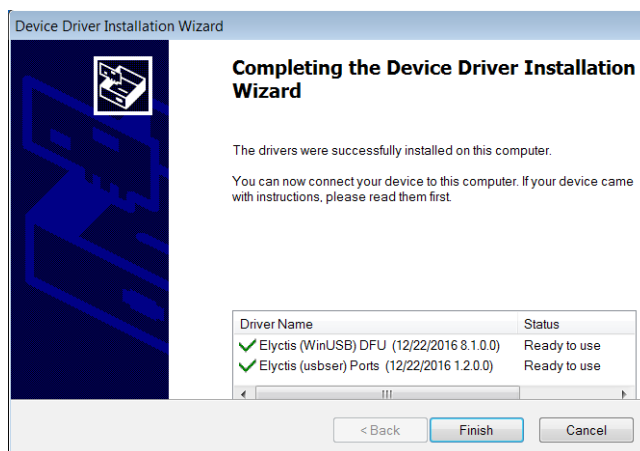 Device Driver Installation Wizard
Completing the Device Driver Installation
Wizard
The drivers were successfully installed on this computer.
You can now connect your device to this computer. If your device came
with instructions, please read them first.
Driver Name Status
Elyctis (WinUSB) DFU (12/22/2016 8.1.0.0) Ready to use
Elyctis (usbser) Ports (12/22/2016 1.2.0.0) Ready to use
< Back Finish Cancel